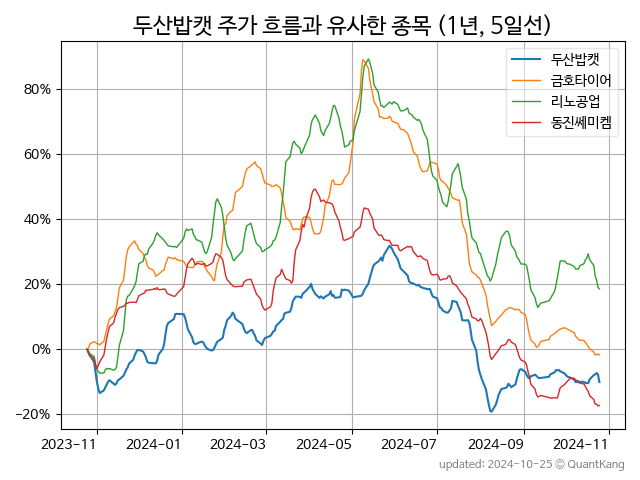 두산밥캣 주가 흐름과 유사한 종목 (1년, 5일선)
두산밥캣
금호타이어
리노공업
동진쎄미켐
80%
60%
40%
20%
0%
−20%
2023-11 2024-01 2024-03 2024-05 2024-07 2024-09 2024-11
updated: 2024-10-25 © QuantKang